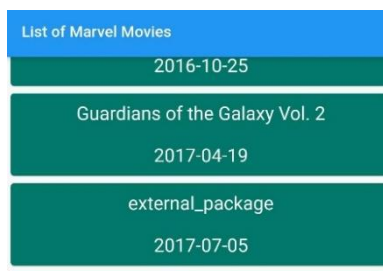 List of Marvel Movies
2016-10-25
Guardians of the Galaxy Vol. 2
2017-04-19
external_package
2017-07-05